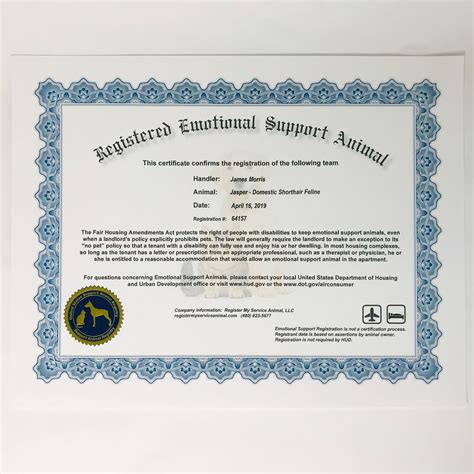 Registered Emotional Support Animal
This certificate confirms the registration of the following team
Handler: James Morris
Animal: Jasper - Domestic Shorthair Feline
Date: April 16, 2019
Registration #: 64157
The Fair Housing Amendments Act protects the right of people with disabilities to keep emotional support animals,
even when a landlord's policy explicitly prohibits pets. The law will generally require the landlord to make an exception to its
"no pet" policy so that a tenant with a disability can fully use and enjoy his or her dwelling. In most housing complexes,
so long as the tenant has a letter or prescription from an appropriate professional, such as a therapist or physician, he or
she is entitled to a reasonable accommodation that would allow an emotional support animal in the apartment.
For questions concerning Emotional Support Animals, please contact your local United States Department of Housing
and Urban Development office or visit www.hud.gov or the www.dot.gov/airconsumer
Company Information: Register My Service Animal, LLC
registermyserviceanimal.com (480) 823-5677
Emotional Support Registration is not a certification process.
Registrant data is based on assertions by animal owner.
Registration is not required by HUD.